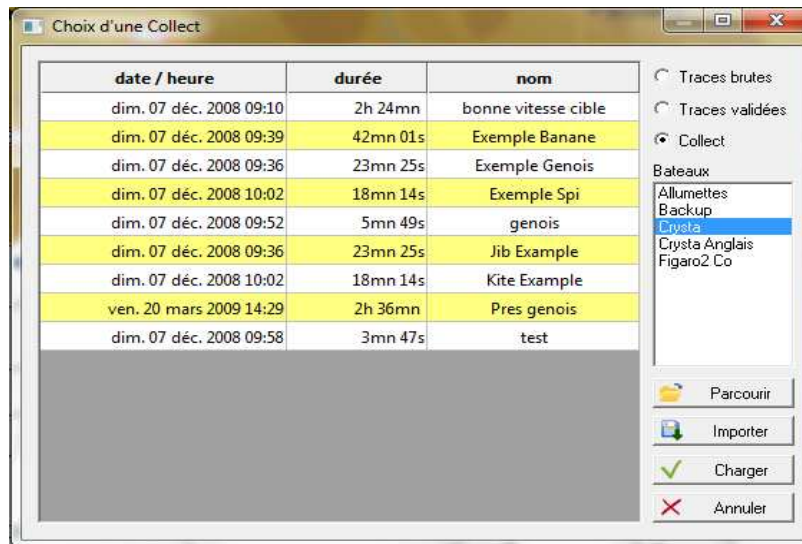 Choix d'une Collect
date / heure durée nom
dim. 07 déc. 2008 09:10 2h 24mn bonne vitesse cible
dim. 07 déc. 2008 09:39 42mn 01s Exemple Banane
dim. 07 déc. 2008 09:36 23mn 25s Exemple Genois
dim. 07 déc. 2008 10:02 18mn 14s Exemple Spi
dim. 07 déc. 2008 09:52 5mn 49s genois
dim. 07 déc. 2008 09:36 23mn 25s Jib Example
dim. 07 déc. 2008 10:02 18mn 14s Kite Example
ven. 20 mars 2009 14:29 2h 36mn Pres genois
dim. 07 déc. 2008 09:58 3mn 47s test
Traces brutes
Traces validées
Collect
Bateaux
Allumettes
Backup
Crysta
Crysta Anglais
Figaro2 Co
Parcourir
Importer
Charger
Annuler